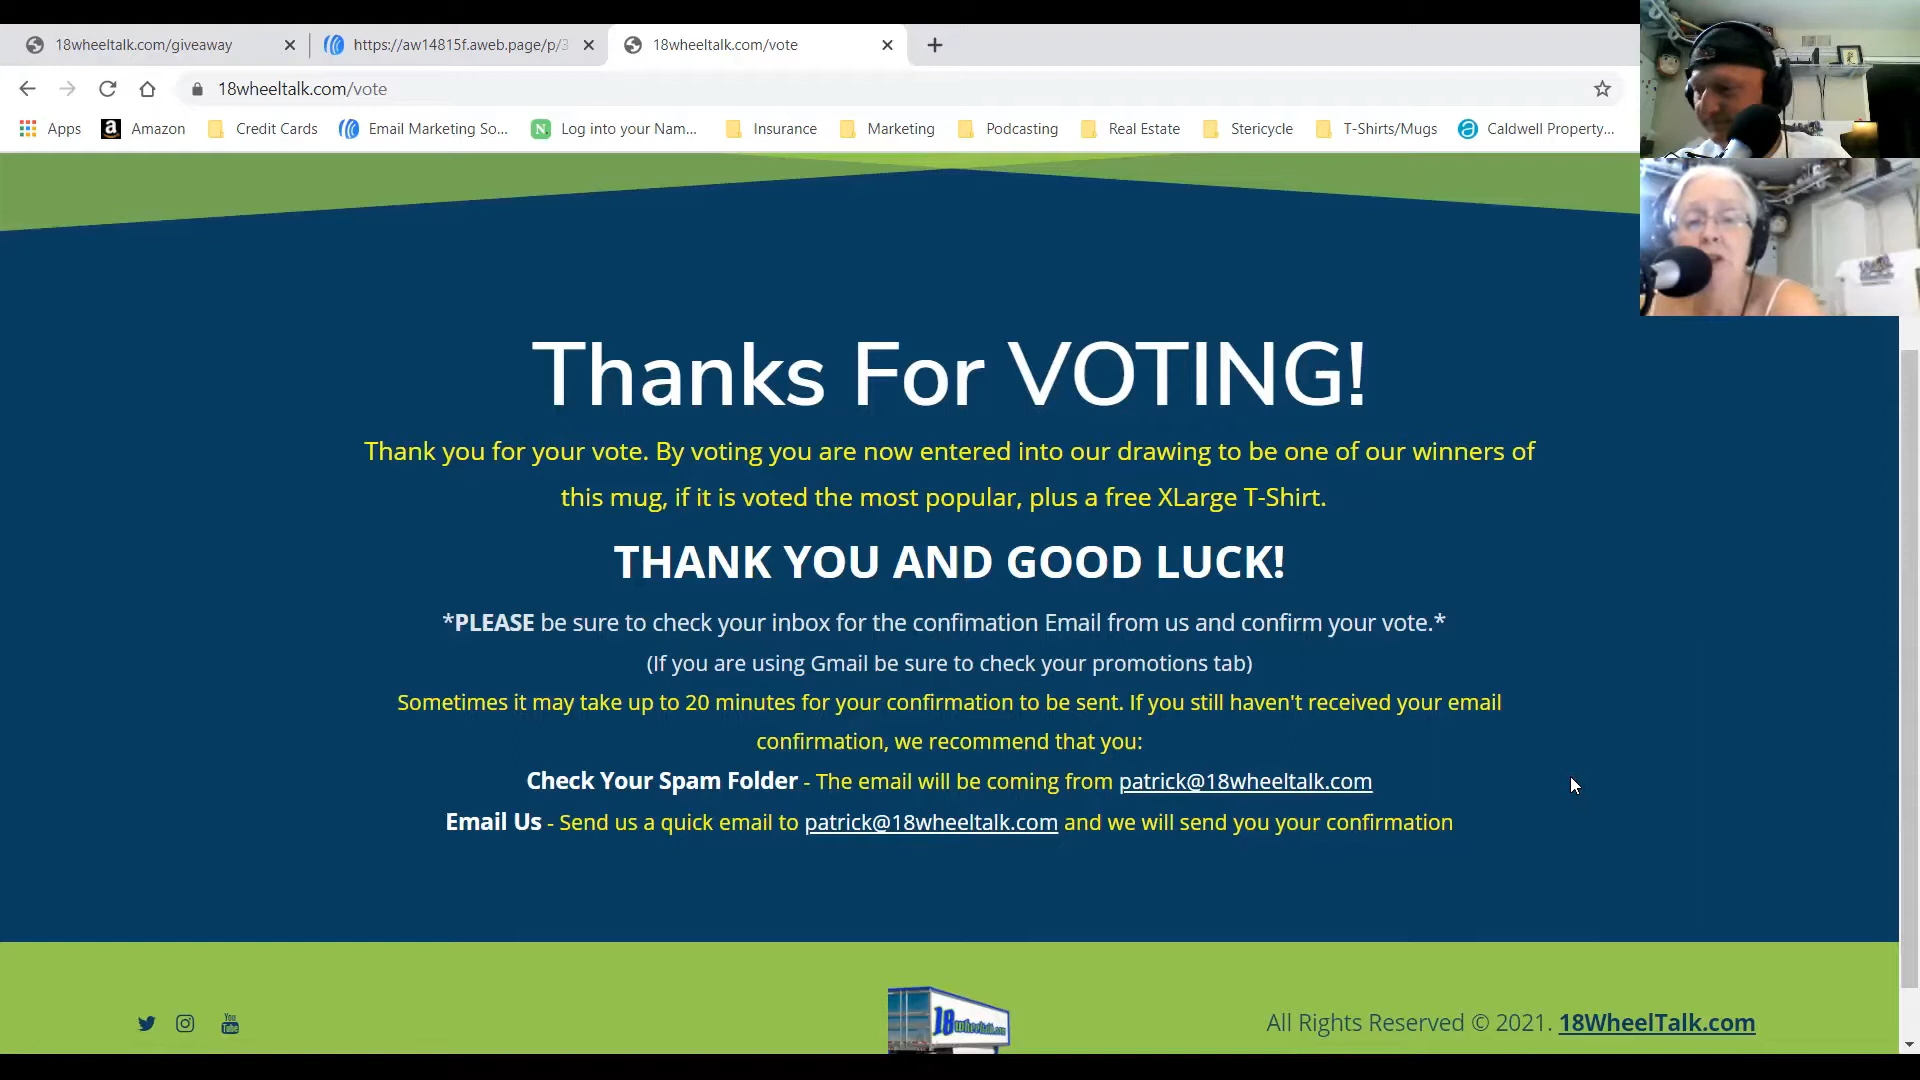 18wheeltalk.com/giveaway
https://aw14815f.aweb.page/p/3
18wheeltalk.com/vote
18wheeltalk.com/vote
Apps
Amazon
Credit Cards
Email Marketing So...
N.
Log into your Nam...
Insurance
Marketing
Podcasting
Real Estate
Stericycle
T-Shirts/Mugs
Caldwell Property...
Thanks For VOTING!
Thank you for your vote. By voting you are now entered into our drawing to be one of our winners of
this mug, if it is voted the most popular, plus a free XLarge T-Shirt.
THANK YOU AND GOOD LUCK!
*PLEASE be sure to check your inbox for the confimation Email from us and confirm your vote.*
(If you are using Gmail be sure to check your promotions tab)
Sometimes it may take up to 20 minutes for your confirmation to be sent. If you still haven't received your email
confirmation, we recommend that you:
Check Your Spam Folder - The email will be coming from patrick@18wheeltalk.com
Email Us - Send us a quick email to patrick@18wheeltalk.com and we will send you your confirmation
You
Tube
18wheeltalk.com
All Rights Reserved © 2021. 18WheelTalk.com